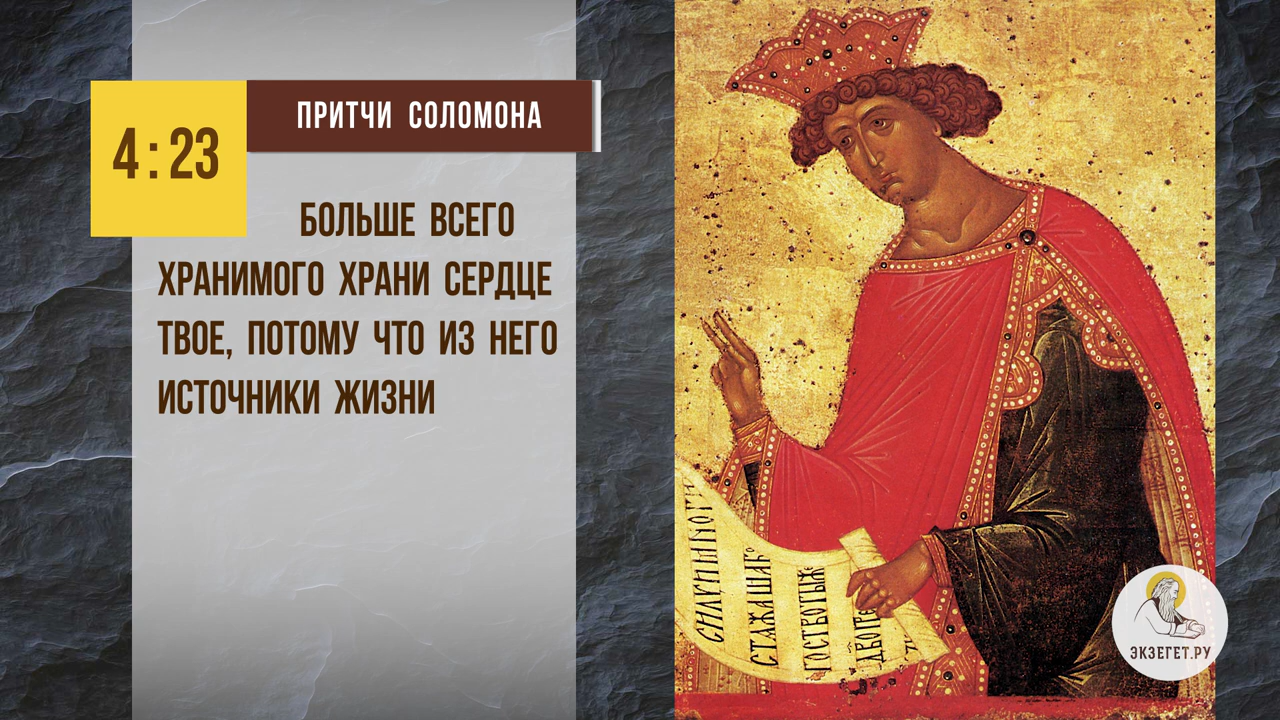 4:23
ПРИТЧИ СОЛОМОНА
БОЛЬШЕ ВСЕГО
ХРАНИМОГО ХРАНИ СЕРДЦЕ
ТВОЕ, ПОТОМУ ЧТО ИЗ НЕГО
ИСТОЧНИКИ ЖИЗНИ
ЭКЗЕГЕТ.РУ